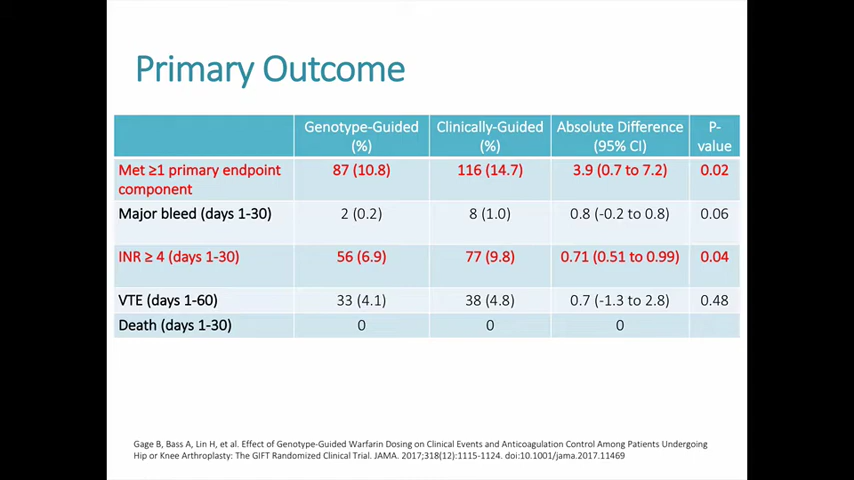 Primary Outcome
Genotype-Guided (%) Clinically-Guided (%) Absolute Difference (95% CI) P-value
Met ≥1 primary endpoint component 87 (10.8) 116 (14.7) 3.9 (0.7 to 7.2) 0.02
Major bleed (days 1-30) 2 (0.2) 8 (1.0) 0.8 (-0.2 to 0.8) 0.06
INR ≥ 4 (days 1-30) 56 (6.9) 77 (9.8) 0.71 (0.51 to 0.99) 0.04
VTE (days 1-60) 33 (4.1) 38 (4.8) 0.7 (-1.3 to 2.8) 0.48
Death (days 1-30) 0 0 0
Gage B, Bass A, Lin H, et al. Effect of Genotype-Guided Warfarin Dosing on Clinical Events and Anticoagulation Control Among Patients Undergoing
Hip or Knee Arthroplasty: The GIFT Randomized Clinical Trial. JAMA. 2017;318(12):1115-1124. doi:10.1001/jama.2017.11469